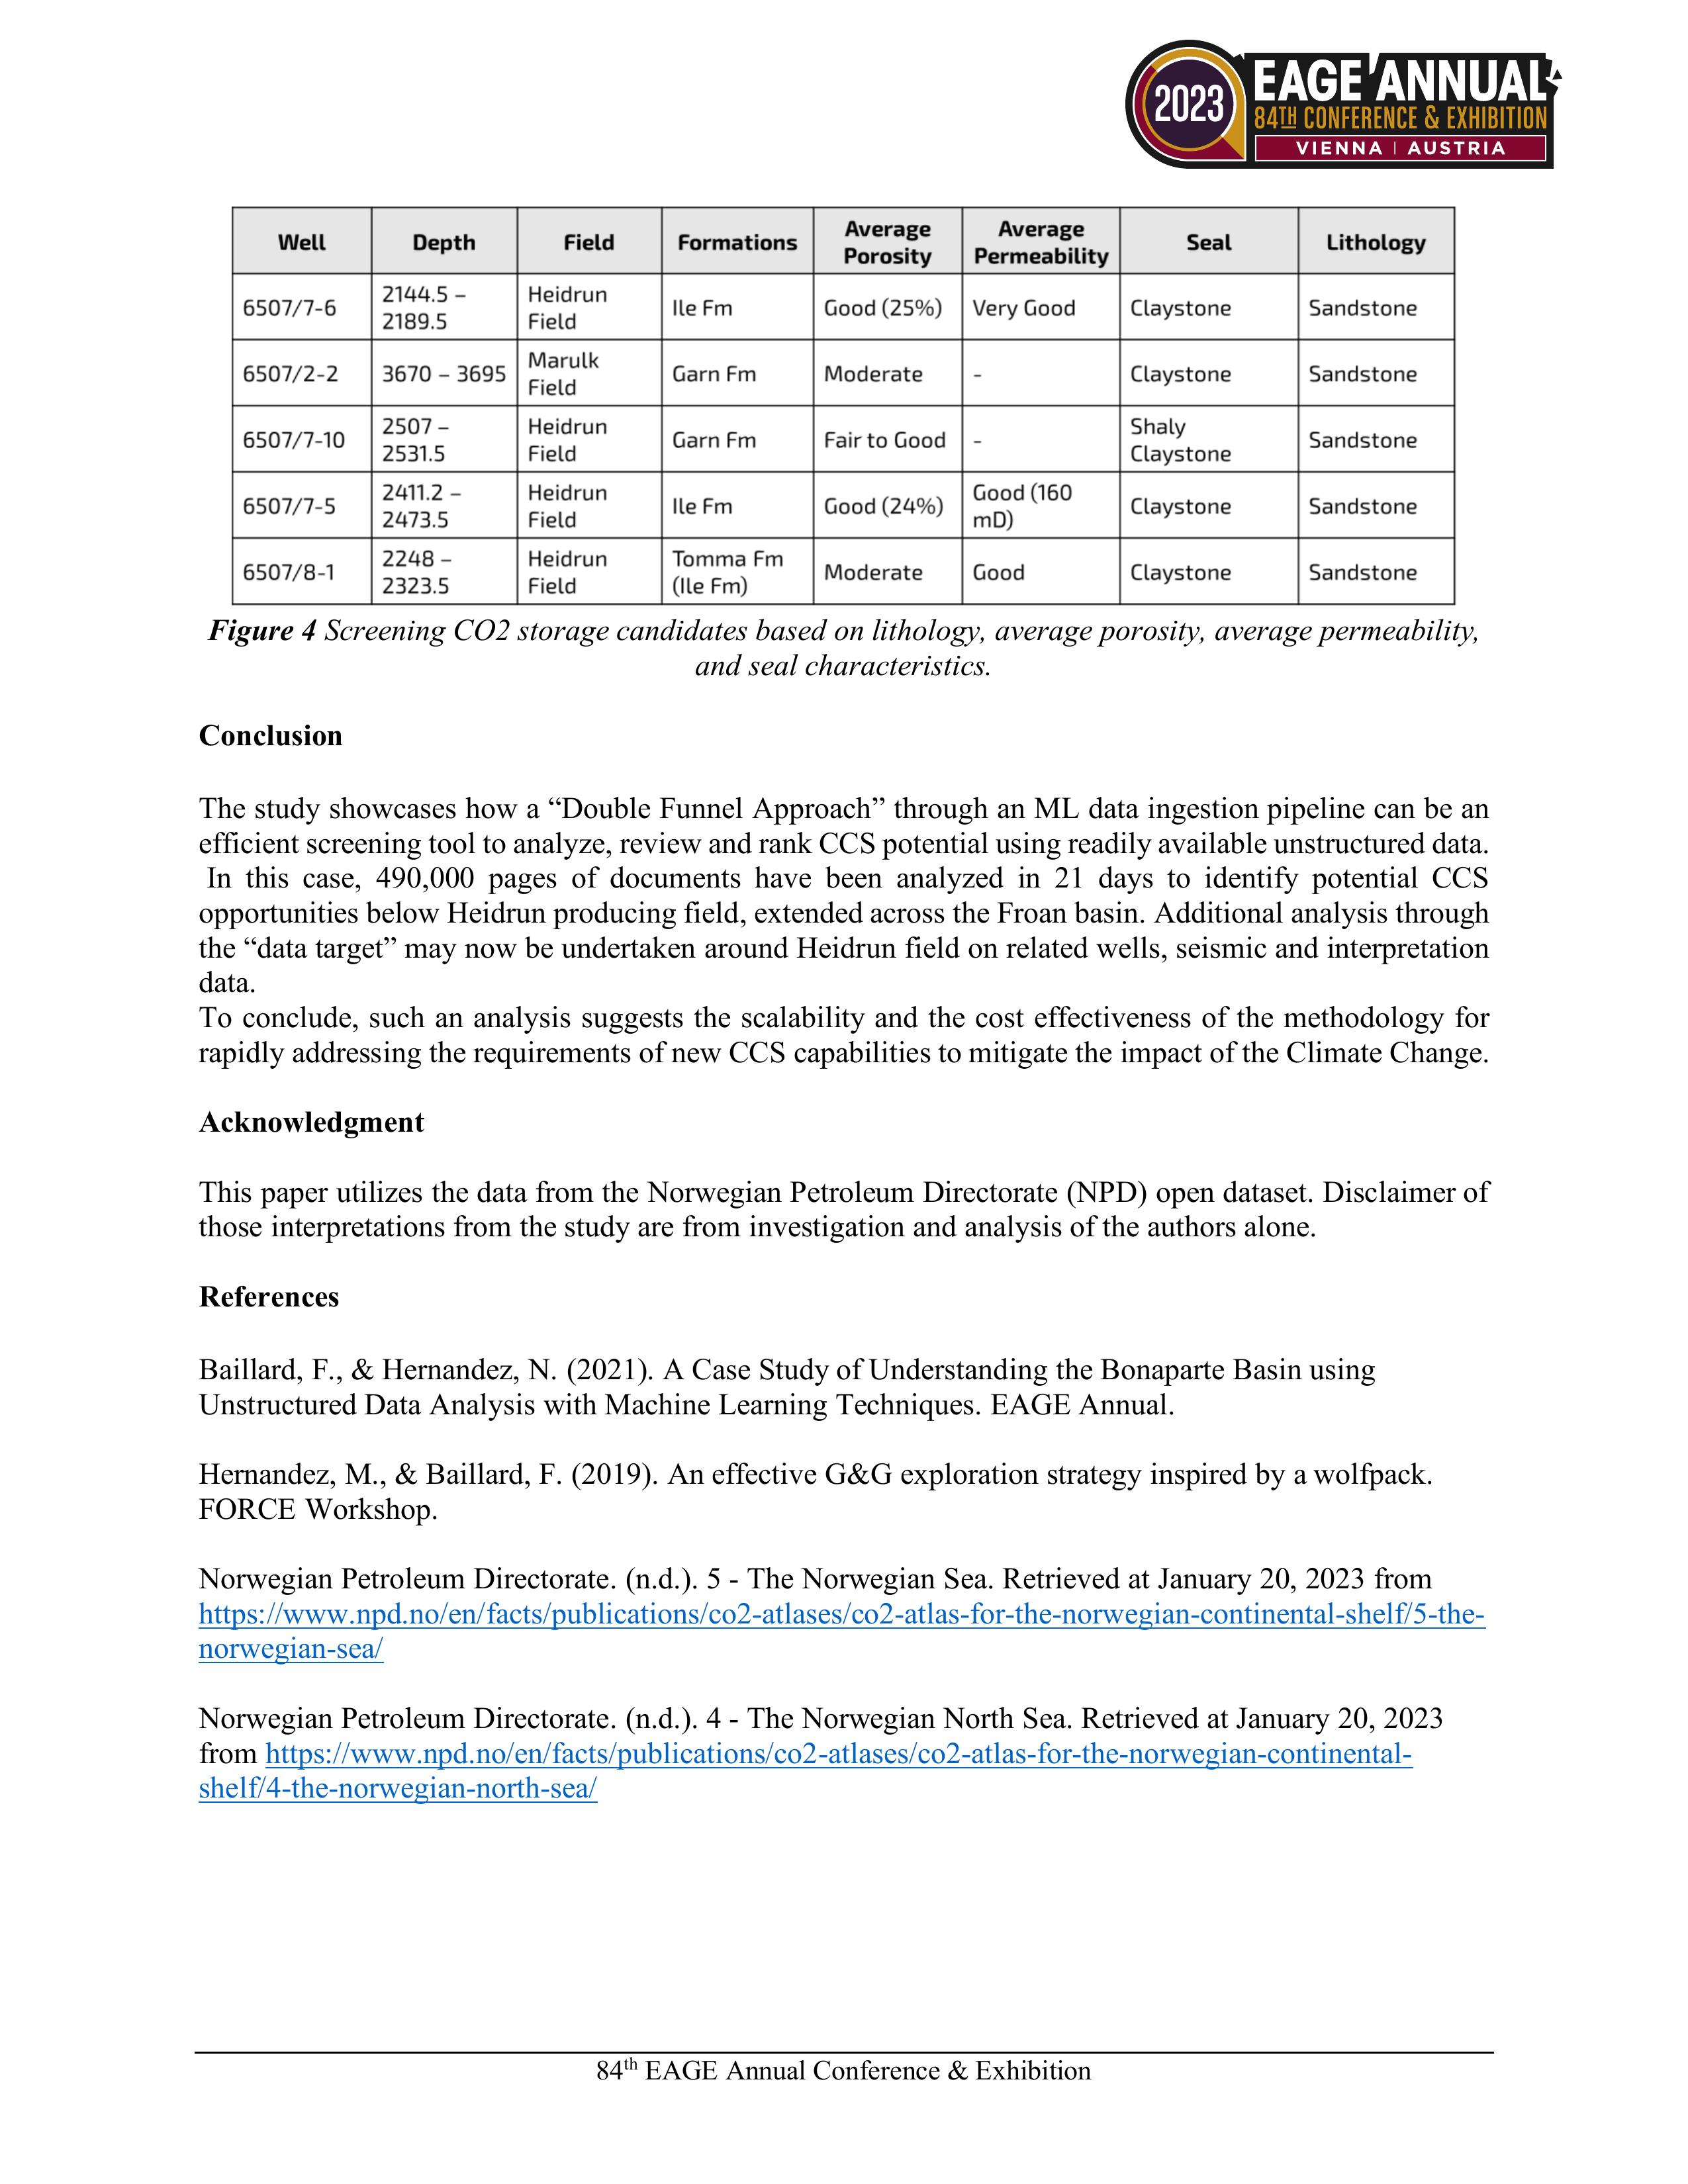 2023
EAGE ANNUAL
84TH CONFERENCE & EXHIBITION
VIENNA | AUSTRIA
Well Depth Field Formations Average Porosity Average Permeability Seal Lithology
6507/7-6 2144.5 – 2189.5 Heidrun Field Ile Fm Good (25%) Very Good Claystone Sandstone
6507/2-2 3670 – 3695 Marulk Field Garn Fm Moderate - Claystone Sandstone
6507/7-10 2507 – 2531.5 Heidrun Field Garn Fm Fair to Good - Shaly Claystone Sandstone
6507/7-5 2411.2 – 2473.5 Heidrun Field Ile Fm Good (24%) Good (160 mD) Claystone Sandstone
6507/8-1 2248 – 2323.5 Heidrun Field Tomma Fm (Ile Fm) Moderate Good Claystone Sandstone
Figure 4 Screening CO2 storage candidates based on lithology, average porosity, average permeability,
and seal characteristics.
Conclusion
The study showcases how a “Double Funnel Approach” through an ML data ingestion pipeline can be an
efficient screening tool to analyze, review and rank CCS potential using readily available unstructured data.
In this case, 490,000 pages of documents have been analyzed in 21 days to identify potential CCS
opportunities below Heidrun producing field, extended across the Froan basin. Additional analysis through
the “data target” may now be undertaken around Heidrun field on related wells, seismic and interpretation
data.
To conclude, such an analysis suggests the scalability and the cost effectiveness of the methodology for
rapidly addressing the requirements of new CCS capabilities to mitigate the impact of the Climate Change.
Acknowledgment
This paper utilizes the data from the Norwegian Petroleum Directorate (NPD) open dataset. Disclaimer of
those interpretations from the study are from investigation and analysis of the authors alone.
References
Baillard, F., & Hernandez, N. (2021). A Case Study of Understanding the Bonaparte Basin using
Unstructured Data Analysis with Machine Learning Techniques. EAGE Annual.
Hernandez, M., & Baillard, F. (2019). An effective G&G exploration strategy inspired by a wolfpack.
FORCE Workshop.
Norwegian Petroleum Directorate. (n.d.). 5 - The Norwegian Sea. Retrieved at January 20, 2023 from
https://www.npd.no/en/facts/publications/co2-atlases/co2-atlas-for-the-norwegian-continental-shelf/5-the-
norwegian-sea/
Norwegian Petroleum Directorate. (n.d.). 4 - The Norwegian North Sea. Retrieved at January 20, 2023
from https://www.npd.no/en/facts/publications/co2-atlases/co2-atlas-for-the-norwegian-continental-
shelf/4-the-norwegian-north-sea/
84th EAGE Annual Conference & Exhibition